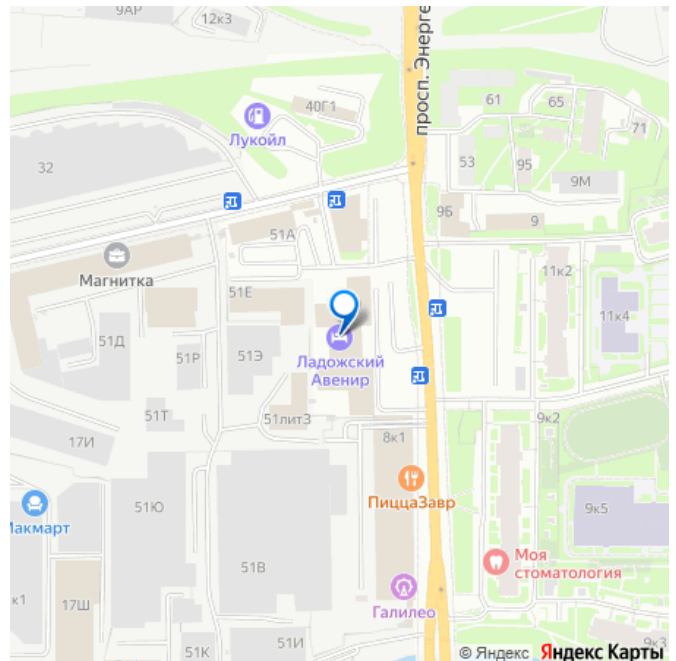 9АР
12к3
просп. Энерге
40Г1
Лукойл
61
65
71
32
53
95
9М
9Б
9
51А
Магнитка
11к2
51Е
11к4
51Д
51Р
51Э
Ладожский
Авенир
51Т
51лит3
9к2
17И
8к1
51Ю
ПиццаЗавр
9к5
Макмарт
51В
Моя
стоматология
к1
17Ш
Галилео
51К
51И
9к3
© Яндекс Яндекс Карты